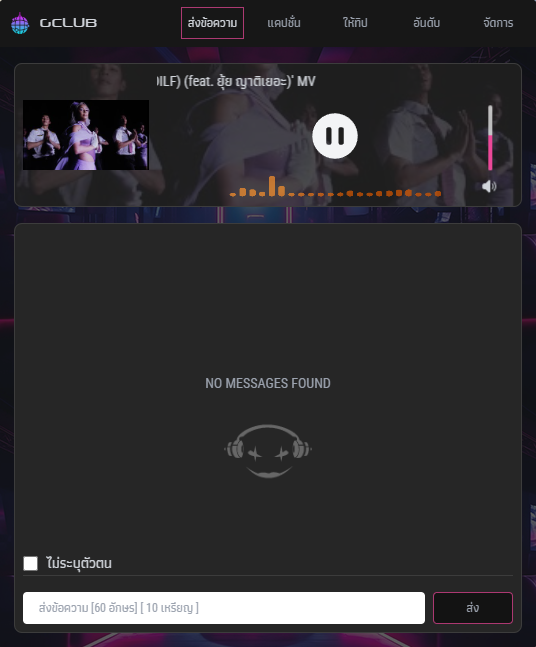 GCLUB
ส่งข้อความ
แคปชั่น
ให้ทิป
อันดับ
จัดการ
(feat. ยุ้ย ญาติเยอะ)' MV
NO MESSAGES FOUND
ไม่ระบุตัวตน
ส่งข้อความ [60 อักษร] [ 10 เหรียญ ]
ส่ง